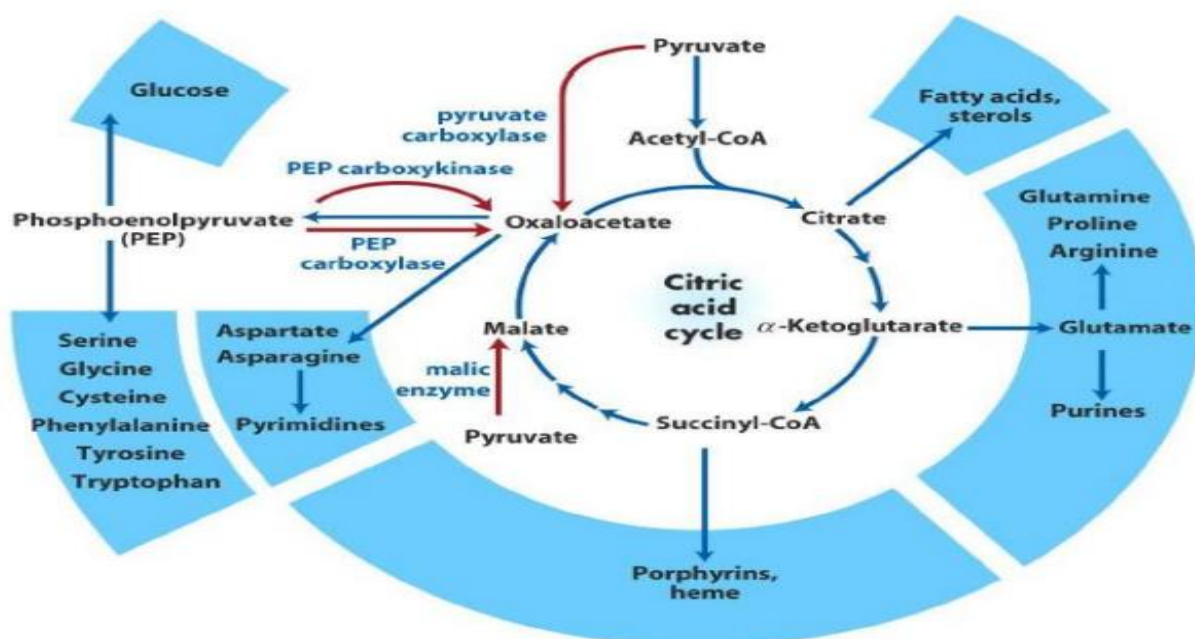 Pyruvate
Glucose
pyruvate
carboxylase
Acetyl-CoA
Fatty acids,
sterols
PEP carboxykinase
Phosphoenolpyruvate
(PEP)
PEP
carboxylase
Oxaloacetate
Citrate
Glutamine
Proline
Arginine
Citric
acid
cycle
Malate
α-Ketoglutarate
Glutamate
Purines
malic
enzyme
Pyruvate
Succinyl-CoA
Aspartate
Asparagine
Pyrimidines
Serine
Glycine
Cysteine
Phenylalanine
Tyrosine
Tryptophan
Porphyrins,
heme